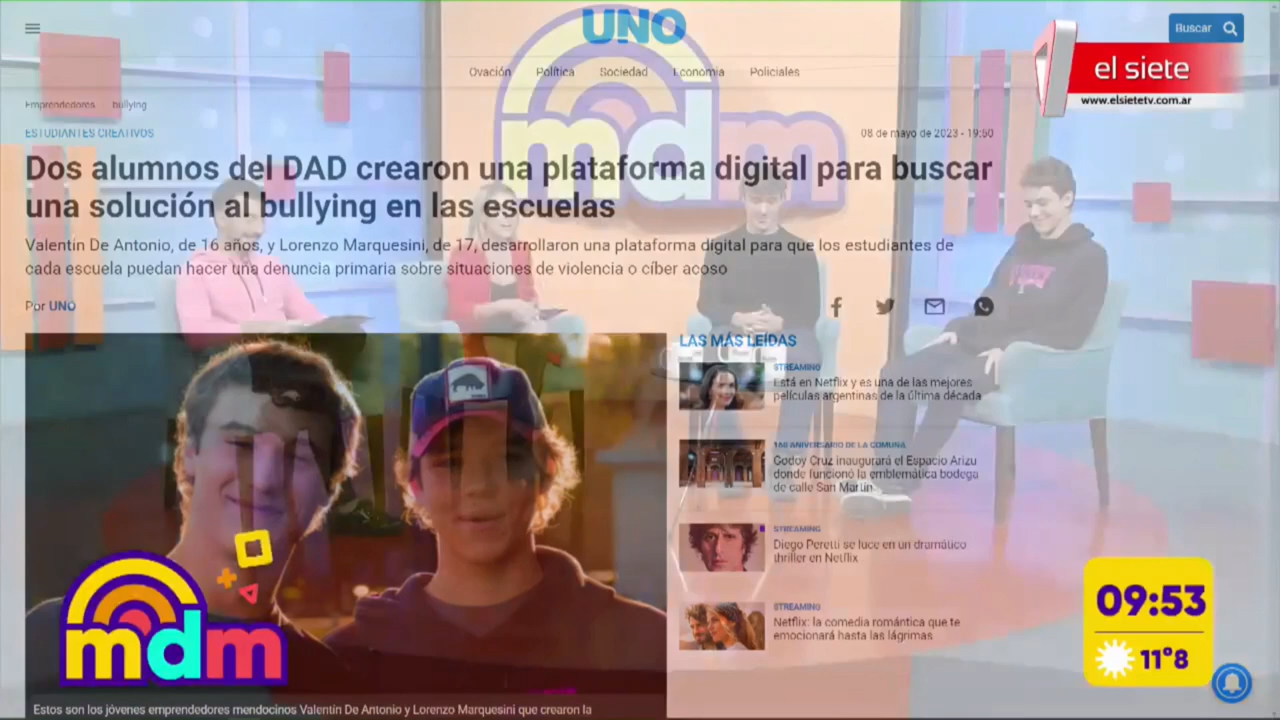 UNO
Buscar
Ovación Política Sociedad Economia Policiales
el siete
www.elsietetv.com.ar
Emprendedores bullying
mdm
ESTUDIANTES CREATIVOS
08 de mayo de 2023 - 19:50
Dos alumnos del DAD crearon una plataforma digital para buscar
una solución al bullying en las escuelas
Valentín De Antonio, de 16 años, y Lorenzo Marquesini, de 17, desarrollaron una plataforma digital para que los estudiantes de
cada escuela puedan hacer una denuncia primaria sobre situaciones de violencia o cíber acoso
Por UNO
LAS MÁS LEÍDAS
STREAMING
Está en Netflix y es una de las mejores
películas argentinas de la última década
160 ANIVERSARIO DE LA COMUNA
Godoy Cruz inaugurará el Espacio Arizu
donde funcionó la emblemática bodega
de calle San Martín
STREAMING
Diego Peretti se luce en un dramático
thriller en Netflix
STREAMING
Netflix: la comedia romántica que te
emocionará hasta las lágrimas
mdm
09:53
11°8
Estos son los jóvenes emprendedores mendocinos Valentín De Antonio y Lorenzo Marquesini que crearon la